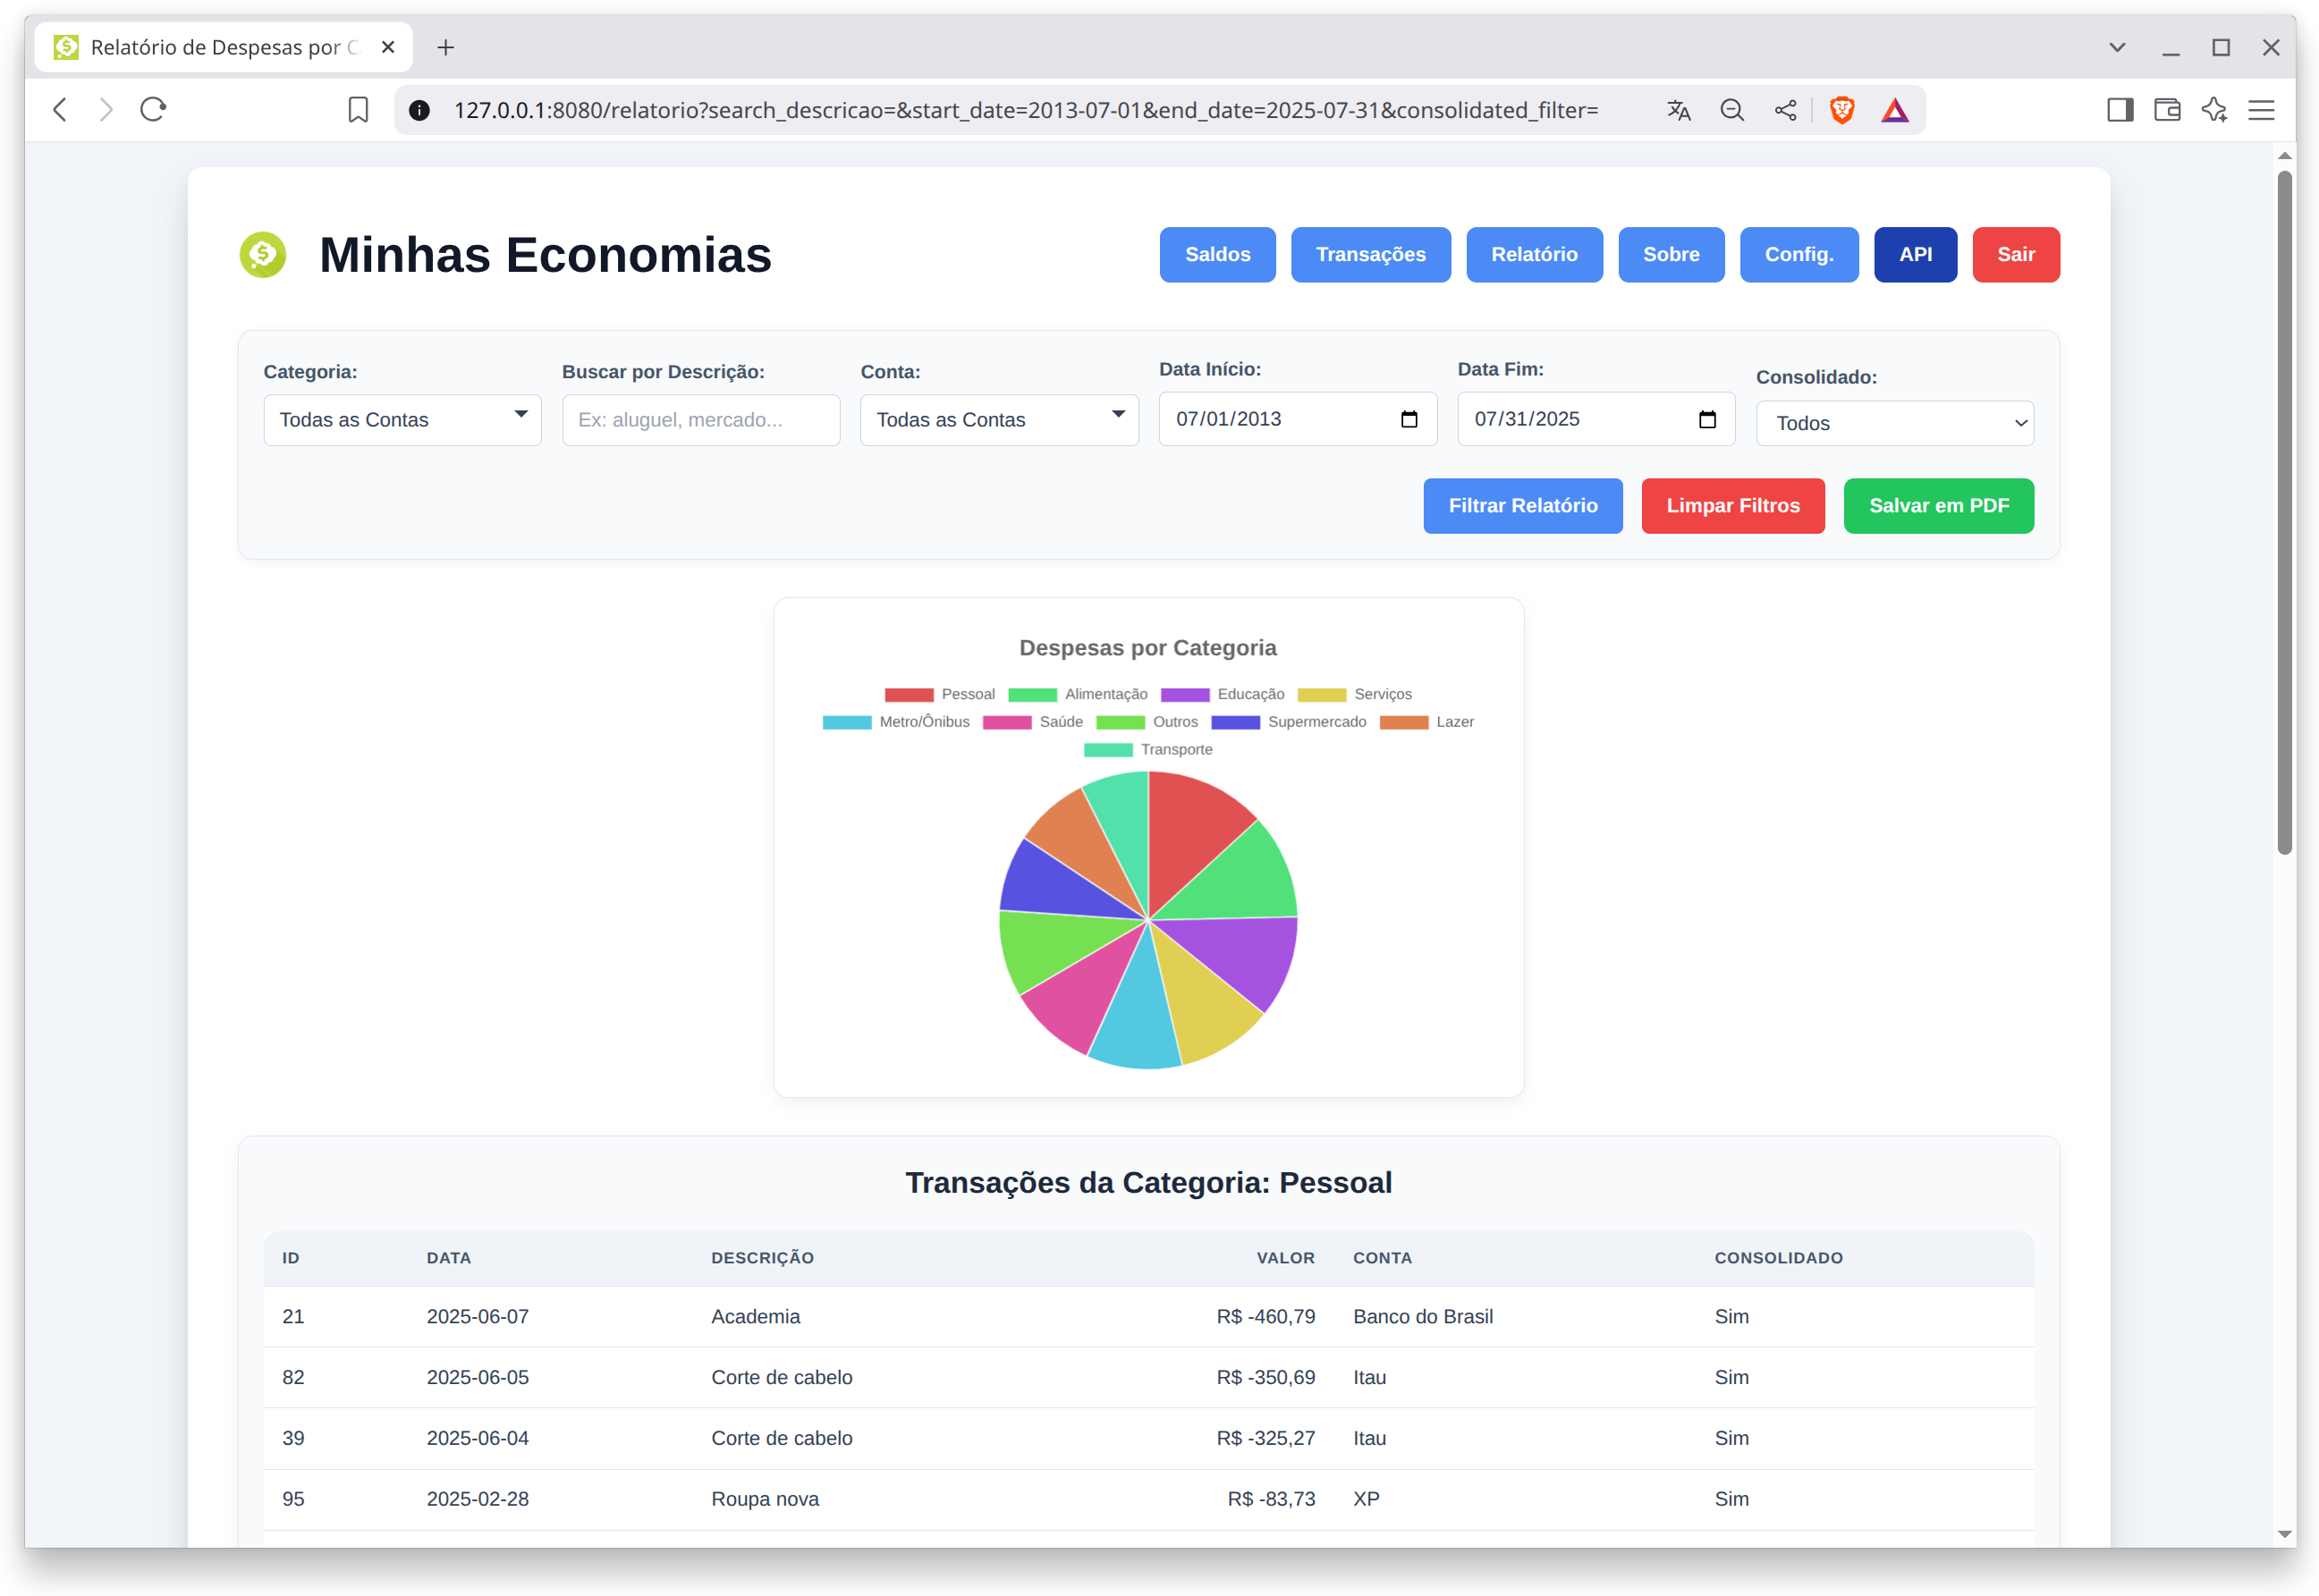 Relatório de Despesas por C
127.0.0.1:8080/relatorio?search_descricao=&start_date=2013-07-01&end_date=2025-07-31&consolidated_filter=
Minhas Economias
Saldos Transações Relatório Sobre Config. API Sair
Categoria: Buscar por Descrição: Conta: Data Início: Data Fim: Consolidado:
Todas as Contas Ex: aluguel, mercado... Todas as Contas 07/01/2013 07/31/2025 Todos
Filtrar Relatório Limpar Filtros Salvar em PDF
Despesas por Categoria
Pessoal Alimentação Educação Serviços
Metro/Ônibus Saúde Outros Supermercado Lazer
Transporte
Transações da Categoria: Pessoal
ID DATA DESCRIÇÃO VALOR CONTA CONSOLIDADO
21 2025-06-07 Academia R$ -460,79 Banco do Brasil Sim
82 2025-06-05 Corte de cabelo R$ -350,69 Itau Sim
39 2025-06-04 Corte de cabelo R$ -325,27 Itau Sim
95 2025-02-28 Roupa nova R$ -83,73 XP Sim